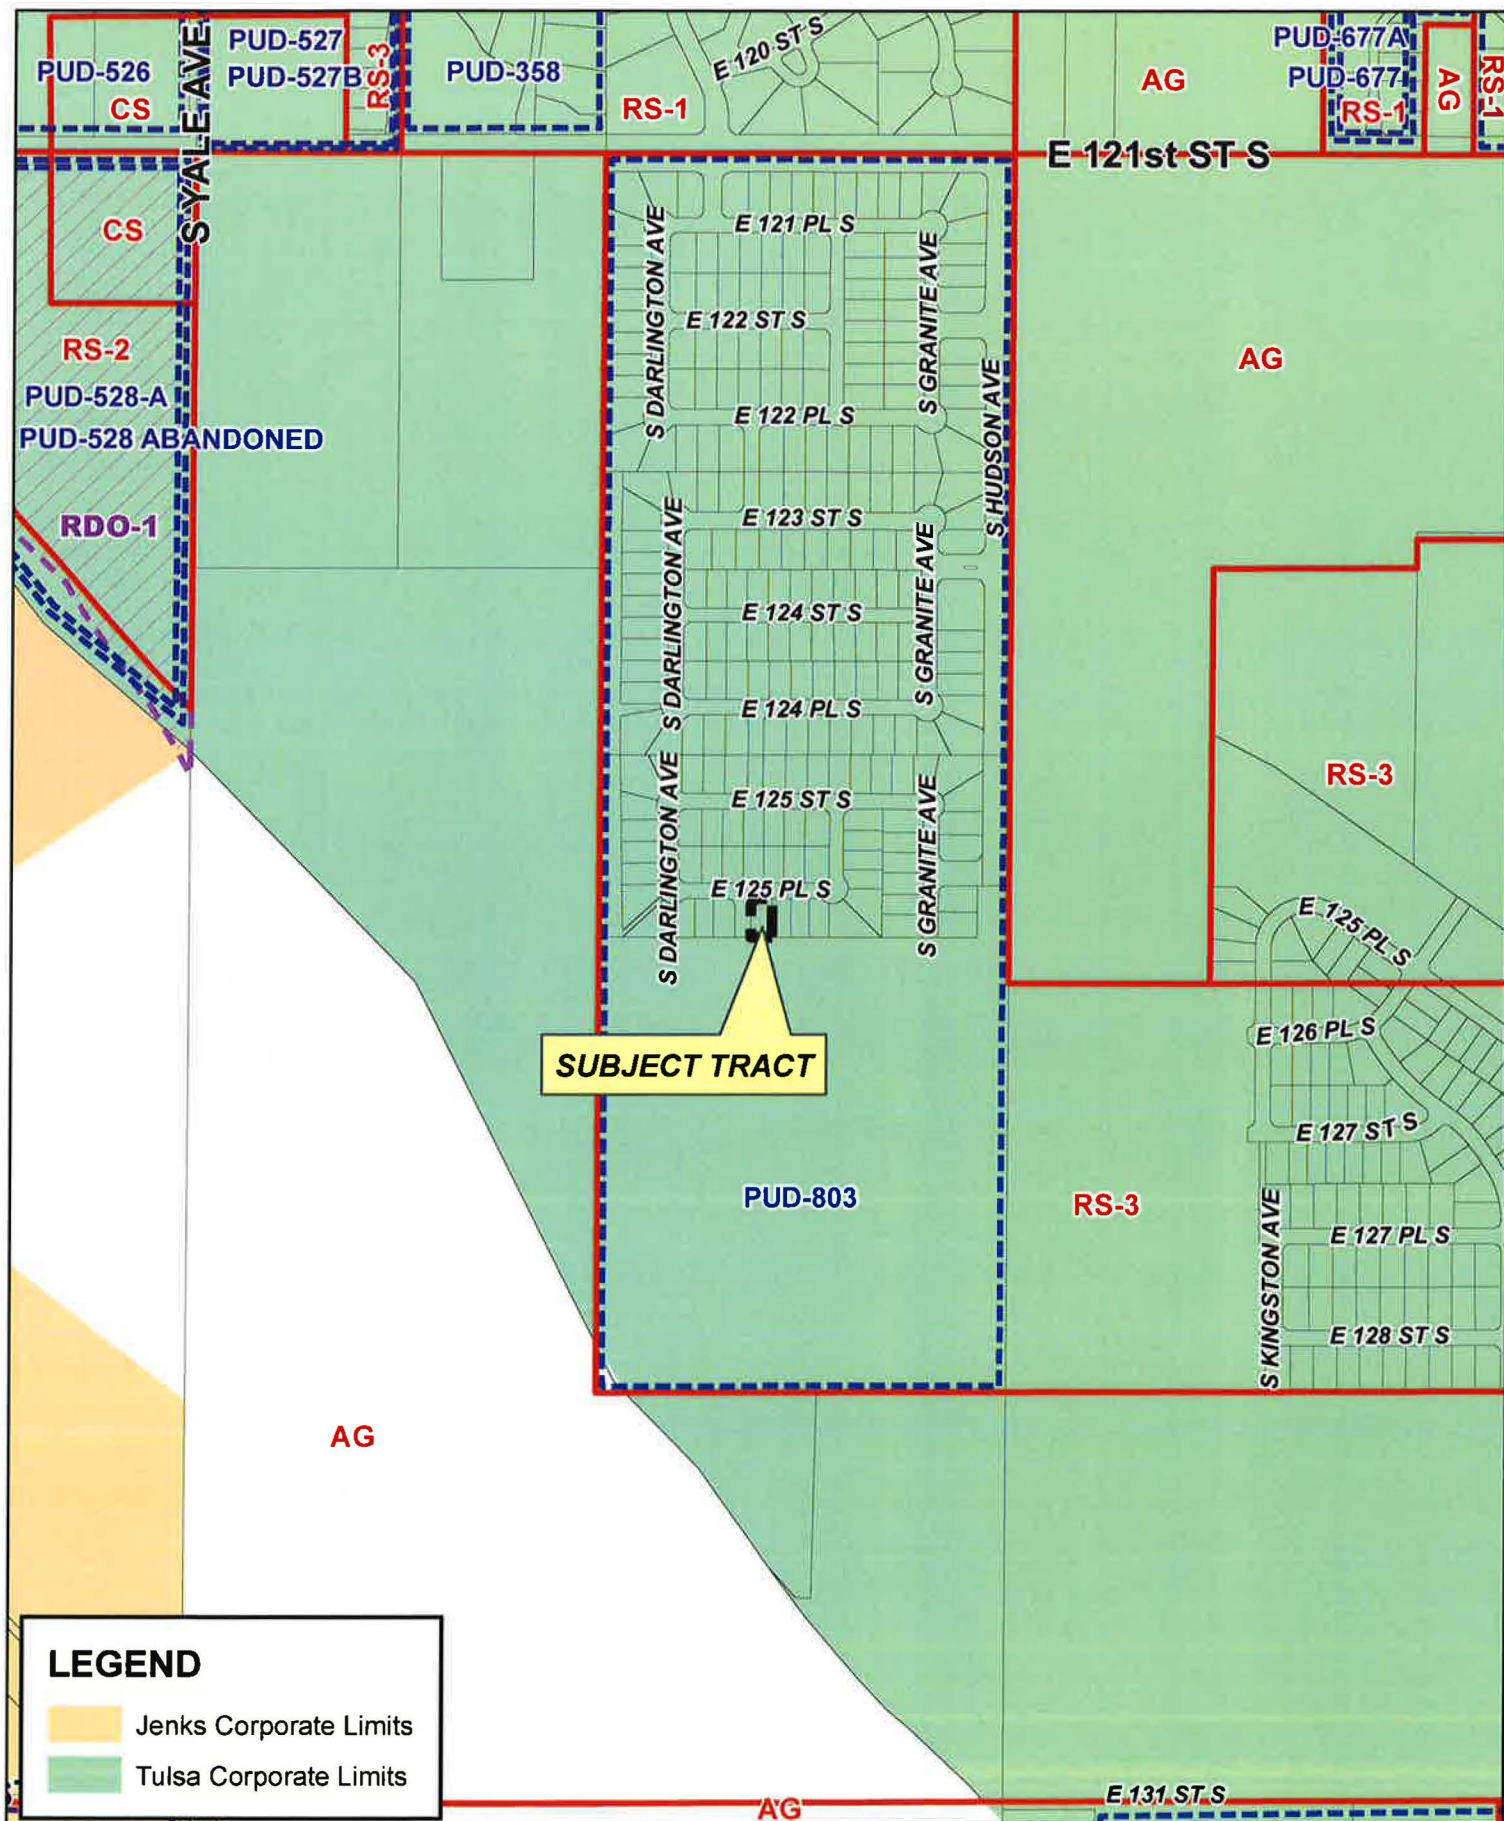 PUD-526
CS
S YALE AVE
PUD-527
PUD-527B
RS-3
PUD-358
RS-1
E 120 ST S
AG
PUD-677A
PUD-677
RS-1
AG
RS-1
E 121st ST S
CS
RS-2
PUD-528-A
PUD-528 ABANDONED
RDO-1
S DARLINGTON AVE
E 121 PL S
S GRANITE AVE
E 122 ST S
E 122 PL S
S HUDSON AVE
AG
S DARLINGTON AVE
E 123 ST S
S GRANITE AVE
E 124 ST S
E 124 PL S
S DARLINGTON AVE
E 125 ST S
S GRANITE AVE
E 125 PL S
RS-3
SUBJECT TRACT
E 125 PL S
E 126 PL S
E 127 ST S
PUD-803
RS-3
S KINGSTON AVE
E 127 PL S
E 128 ST S
AG
LEGEND
Jenks Corporate Limits
Tulsa Corporate Limits
AG
E 131 ST S